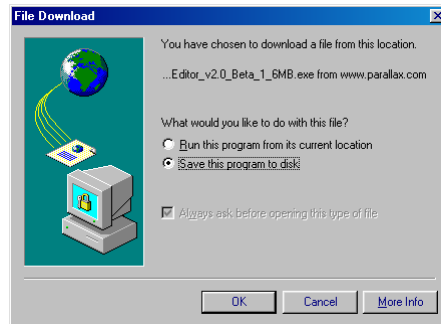 File Download
You have chosen to download a file from this location.
...Editor_v2.0_Beta_1_6MB.exe from www.parallax.com
What would you like to do with this file?
Run this program from its current location
Save this program to disk
Always ask before opening this type of file
OK
Cancel
More Info